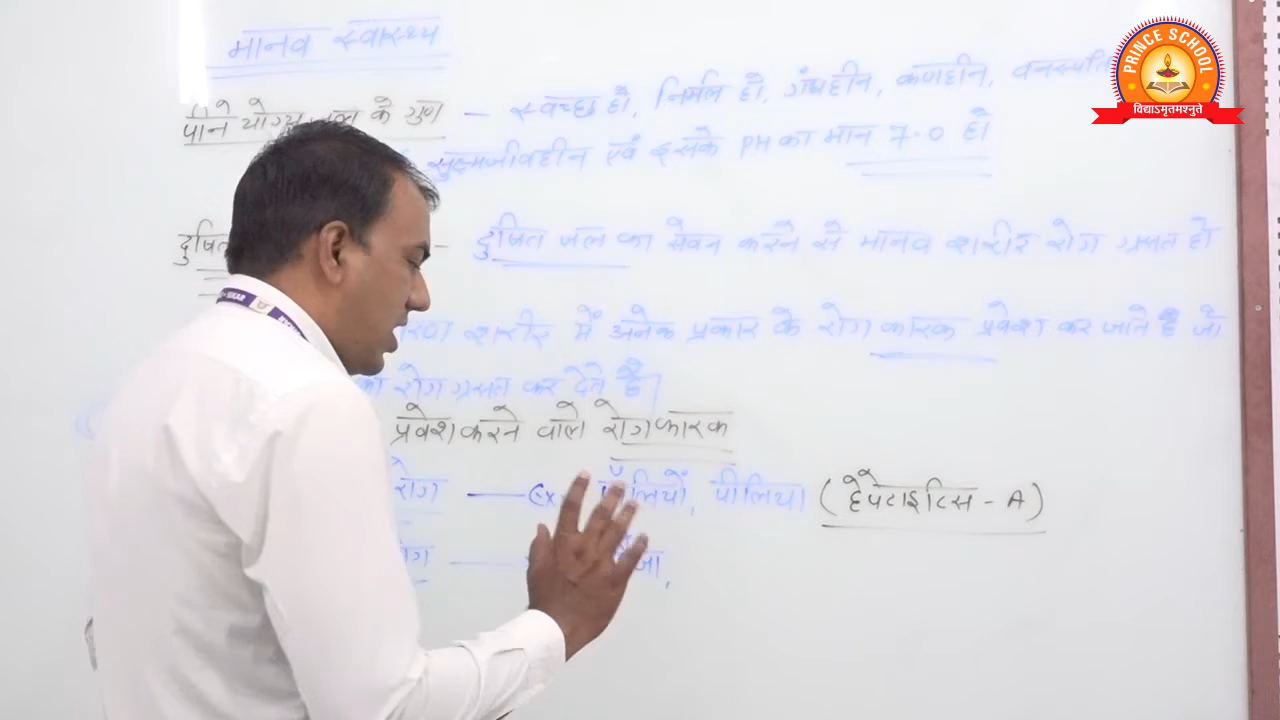 मानव स्वास्थ्य
पीने योग्य जल के गुण — स्वच्छ हो, निर्मल हो, गंधहीन, कणहीन, वनस्पति
सुक्ष्मजीवहीन एवं इसके PH का मान 7.0 हो
दुषित — दुषित जल का सेवन करने से मानव शरीर रोग ग्रस्त हो
शरीर में अनेक प्रकार के रोग कारक प्रवेश कर जाते है जो
का रोग ग्रस्त कर देते है।
प्रवेश करने वाले रोगकारक
रोग — Ex पॉलियों, पीलिया (हेपेटाइटिस - A)
रोग —
PRINCE SCHOOL
विद्याऽमृतमश्नुते